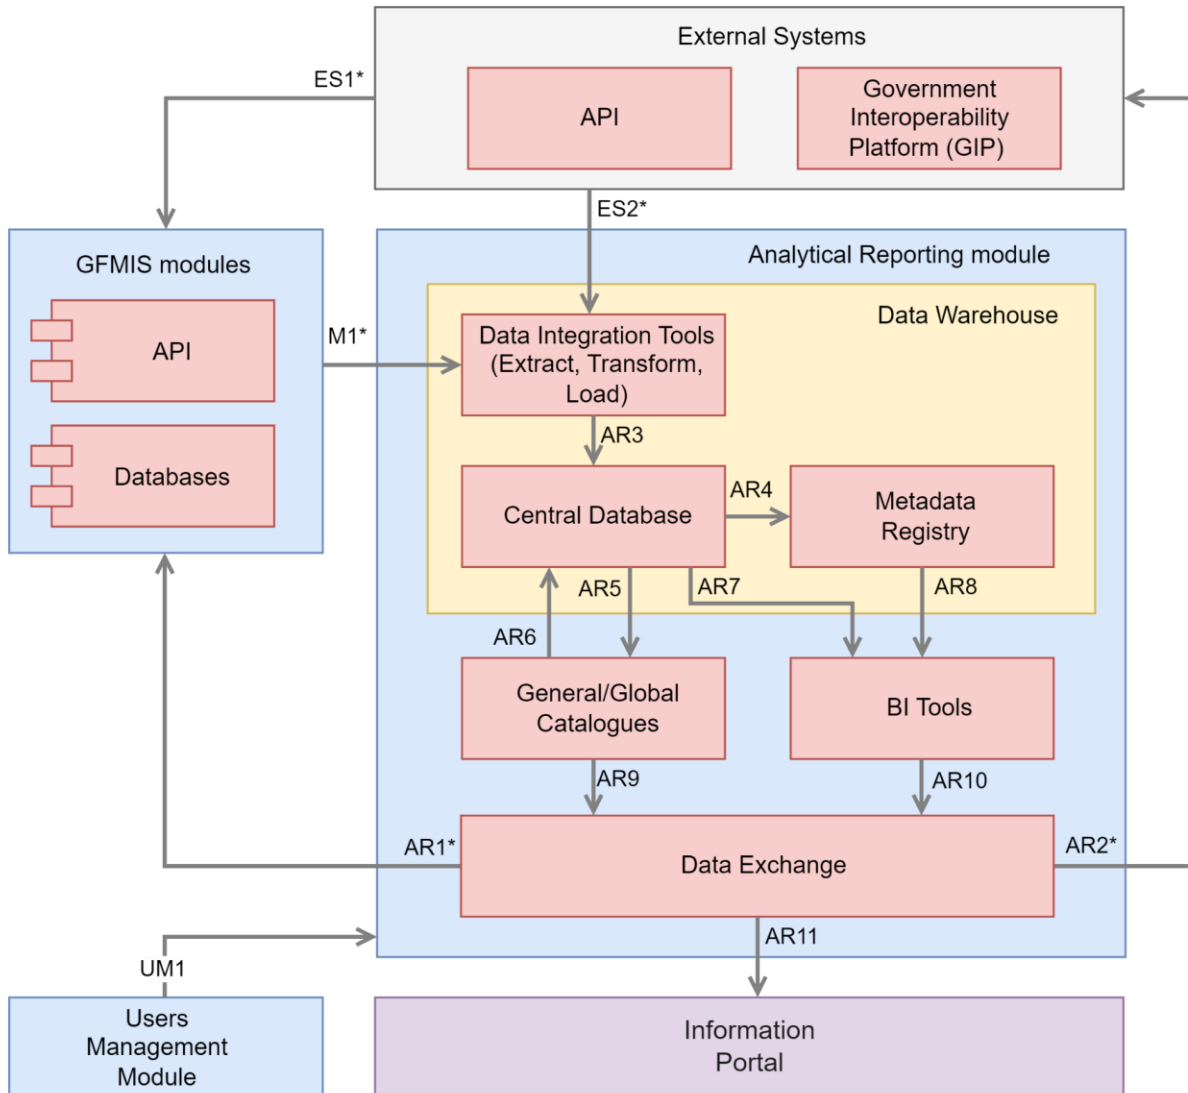 External Systems
ES1*
API
Government
Interoperability
Platform (GIP)
ES2*
GFMIS modules
Analytical Reporting module
API
M1*
Data Integration Tools
(Extract, Transform,
Load)
Data Warehouse
Databases
AR3
Central Database
AR4
Metadata
Registry
AR5
AR7
AR8
AR6
General/Global
Catalogues
BI Tools
AR9
AR10
AR1*
Data Exchange
AR2*
AR11
UM1
Users
Management
Module
Information
Portal